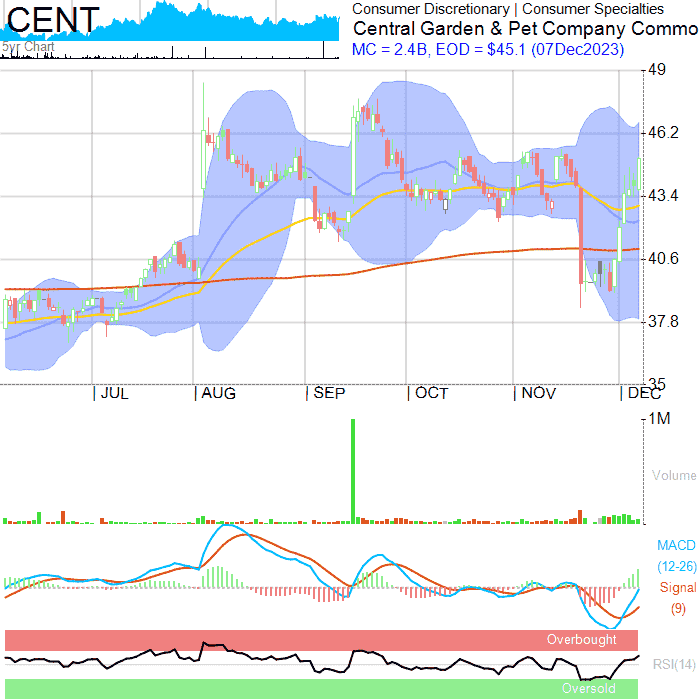 CENT
5yr Chart
Consumer Discretionary | Consumer Specialties
Central Garden & Pet Company Commo
MC = 2.4B, EOD = $45.1 (07Dec2023)
49
46.2
43.4
40.6
37.8
35
JUL
AUG
SEP
OCT
NOV
DEC
1M
Volume
MACD
(12-26)
Signal
(9)
Overbought
RSI(14)
Oversold